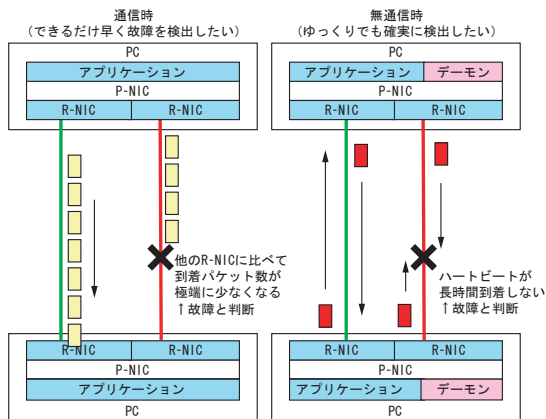 通信時
(できるだけ早く故障を検出したい)
PC
アプリケーション
P-NIC
R-NIC
R-NIC
他のR-NICに比べて
到着パケット数が
極端に少なくなる
↑故障と判断
R-NIC
R-NIC
P-NIC
アプリケーション
PC
無通信時
(ゆっくりでも確実に検出したい)
PC
アプリケーション
デーモン
P-NIC
R-NIC
R-NIC
ハートビートが
長時間到着しない
↑故障と判断
R-NIC
R-NIC
P-NIC
アプリケーション
デーモン
PC